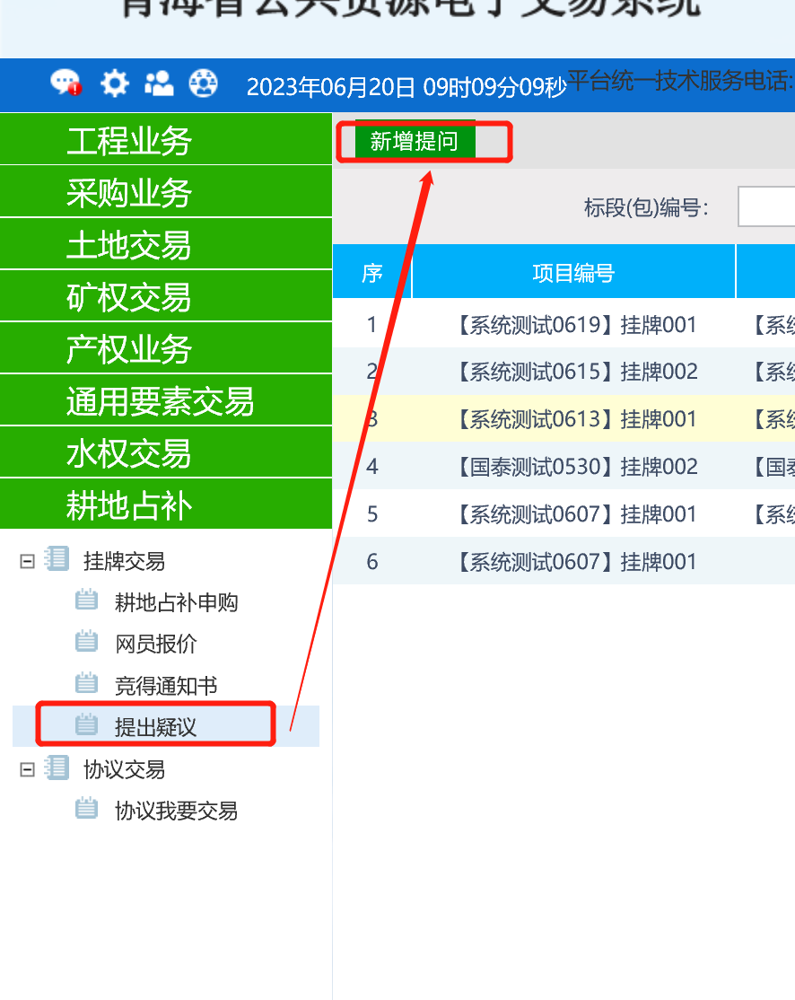 青海省公共资源电子交易系统
2023年06月20日 09时09分09秒
平台统一技术服务电话:
工程业务
采购业务
土地交易
矿权交易
产权业务
通用要素交易
水权交易
耕地占补
挂牌交易
耕地占补申购
网员报价
竞得通知书
提出疑议
协议交易
协议我要交易
新增提问
标段(包)编号:
序 项目编号
1 【系统测试0619】挂牌001 【系统
2 【系统测试0615】挂牌002 【系统
3 【系统测试0613】挂牌001 【系统
4 【国泰测试0530】挂牌002 【国泰
5 【系统测试0607】挂牌001 【系统
6 【系统测试0607】挂牌001